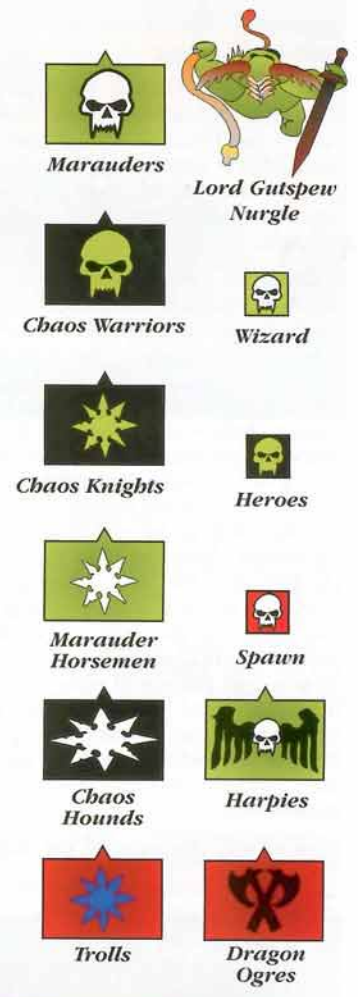 Marauders
Lord Gutspew
Nurgle
Chaos Warriors
Wizard
Chaos Knights
Heroes
Marauder
Horsemen
Spawn
Chaos
Hounds
Harpies
Trolls
Dragon
Ogres